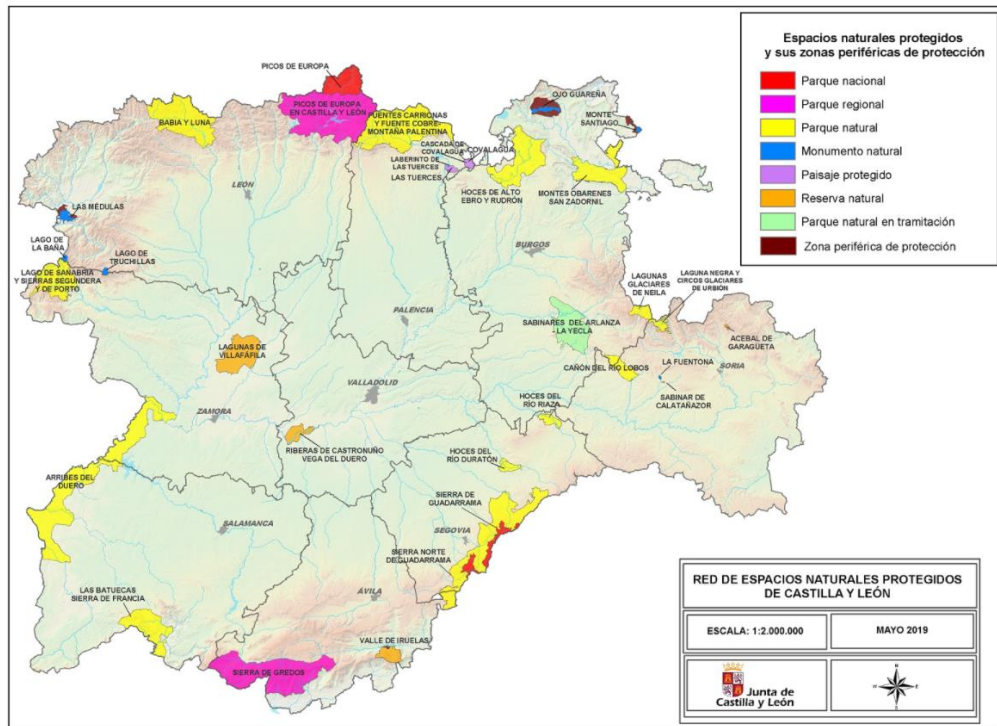 Espacios naturales protegidos
y sus zonas periféricas de protección
Parque nacional
Parque regional
Parque natural
Monumento natural
Paisaje protegido
Reserva natural
Parque natural en tramitación
Zona periférica de protección
PICOS DE EUROPA
PICOS DE EUROPA
EN CASTILLA Y LEÓN
BABIA Y LUNA
FUENTES CARRIONAS
Y FUENTE COBRE-
MONTAÑA PALENTINA
OJO GUAREÑA
MONTE
SANTIAGO
CASCADA DE
COVALAGUA
COVALAGUA
LABERINTO DE
LAS TUERCES
LAS TUERCES
HOCES DE ALTO
EBRO Y RUDRÓN
MONTES OBARENES
SAN ZADORNIL
LEÓN
LAS MÉDULAS
LAGO DE
LA BAÑA
LAGO DE
TRUCHILLAS
LAGO DE SANABRIA
Y SIERRAS SEGUNDERA
Y DE PORTO
BURGOS
LAGUNAS
GLACIARES
DE NEILA
LAGUNA NEGRA Y
CIRCOS GLACIARES
DE URBIÓN
PALENCIA
SABINARES DEL ARLANZA
- LA YECLA
ACEBAL DE
GARAGÜETA
LAGUNAS DE
VILLAFÁFILA
CAÑÓN DEL RÍO LOBOS
LA FUENTONA
SORIA
SABINAR DE
CALATAÑAZOR
VALLADOLID
ZAMORA
HOCES DEL
RÍO RIAZA
RIBERAS DE CASTRONUÑO
VEGA DEL DUERO
HOCES DEL
RÍO DURATÓN
ARRIBES DEL
DUERO
SIERRA DE
GUADARRAMA
SALAMANCA
SEGOVIA
SIERRA NORTE
DE GUADARRAMA
LAS BATUECAS
SIERRA DE FRANCIA
ÁVILA
VALLE DE IRUELAS
SIERRA DE GREDOS
RED DE ESPACIOS NATURALES PROTEGIDOS
DE CASTILLA Y LEÓN
ESCALA: 1:2.000.000
MAYO 2019
Junta de
Castilla y León
N
W
E
S